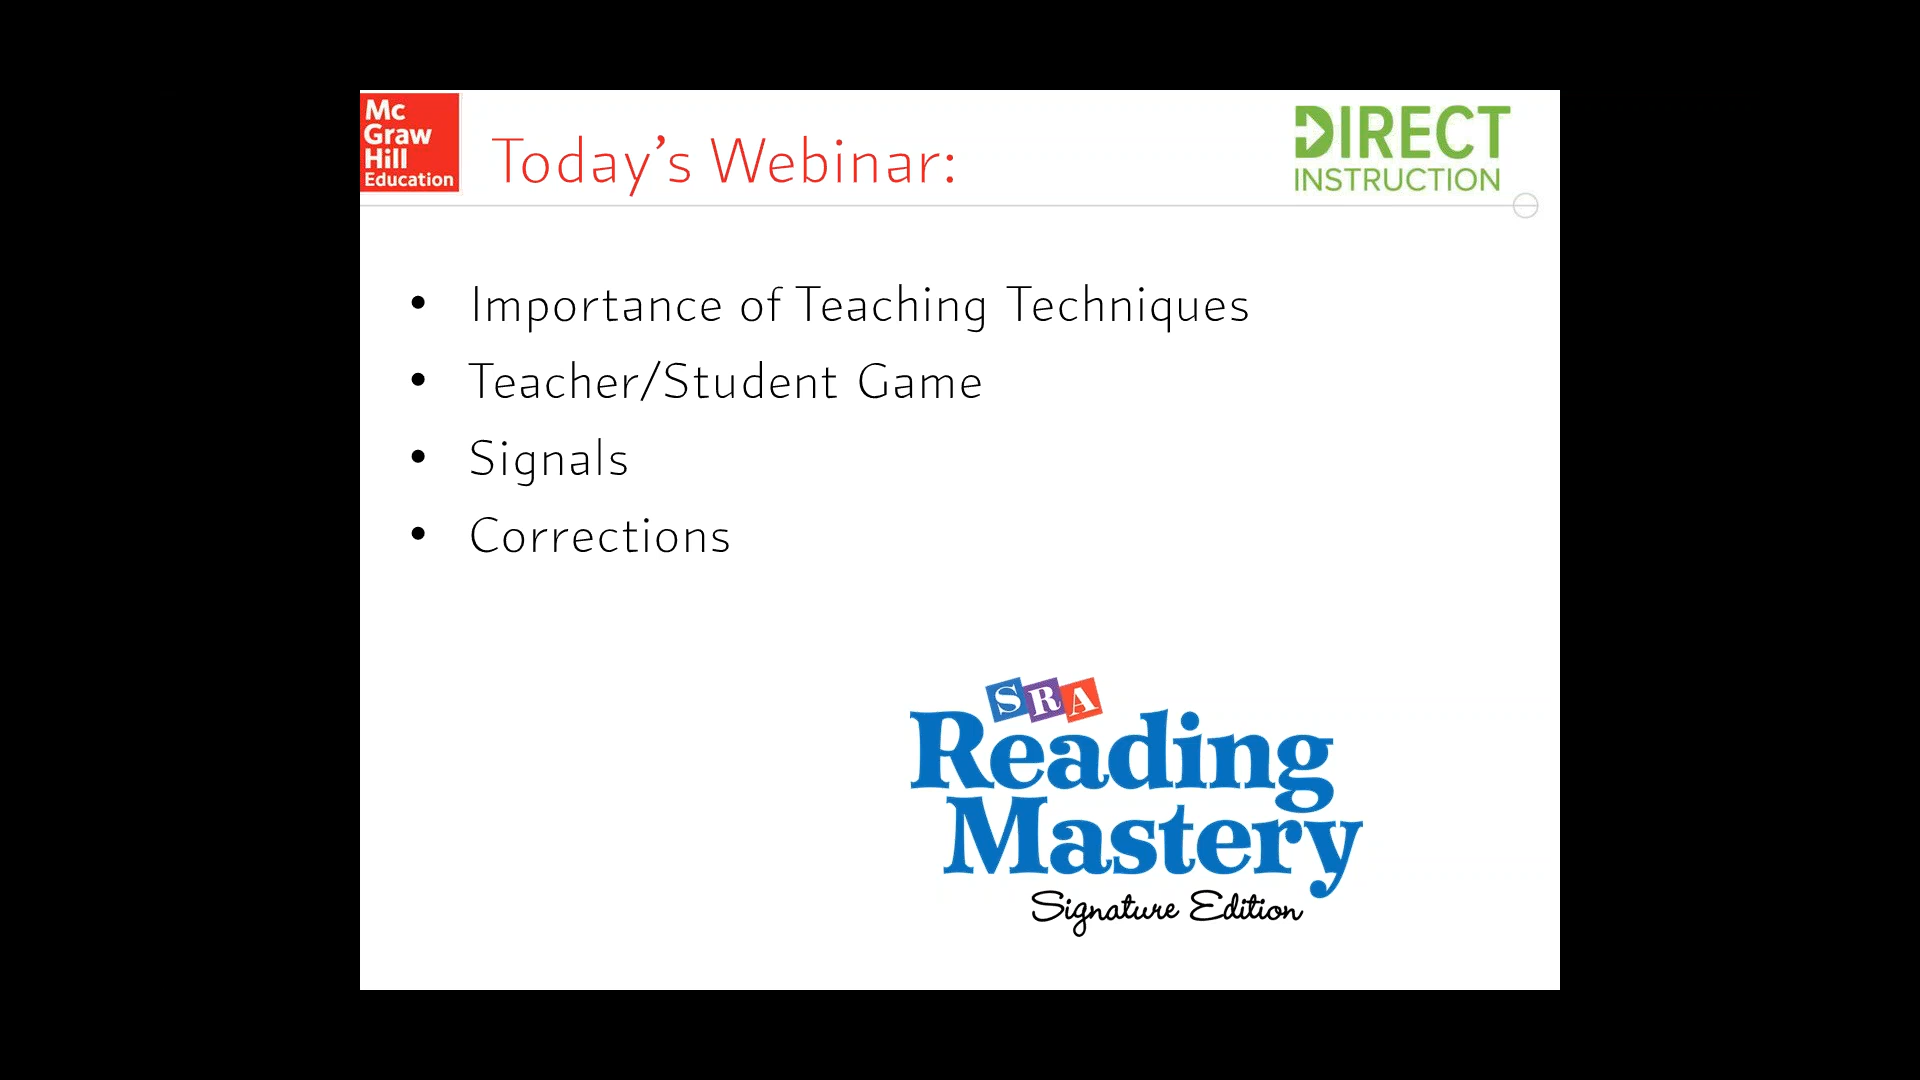 Mc
Graw
Hill
Education
Today's Webinar:
DIRECT
INSTRUCTION
• Importance of Teaching Techniques
• Teacher/Student Game
• Signals
• Corrections
SRA
Reading
Mastery
Signature Edition